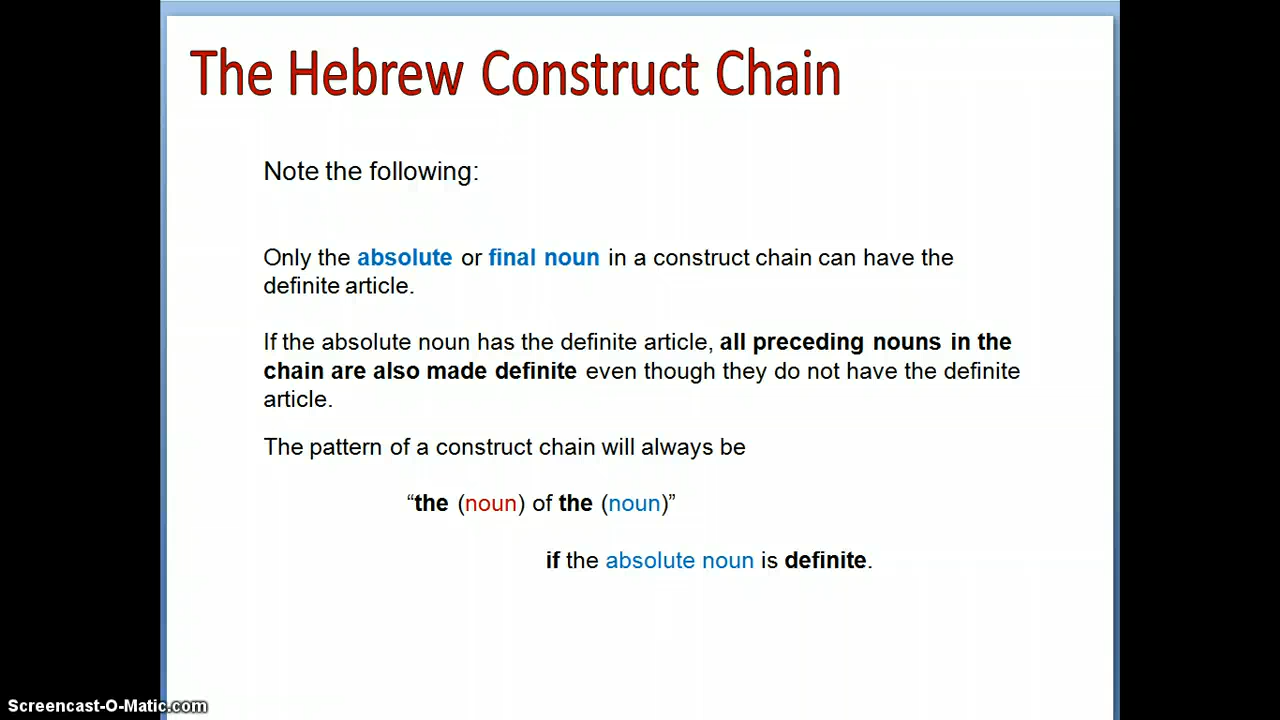 The Hebrew Construct Chain
Note the following:
Only the absolute or final noun in a construct chain can have the
definite article.
If the absolute noun has the definite article, all preceding nouns in the
chain are also made definite even though they do not have the definite
article.
The pattern of a construct chain will always be
“the (noun) of the (noun)”
if the absolute noun is definite.
Screencast-O-Matic.com